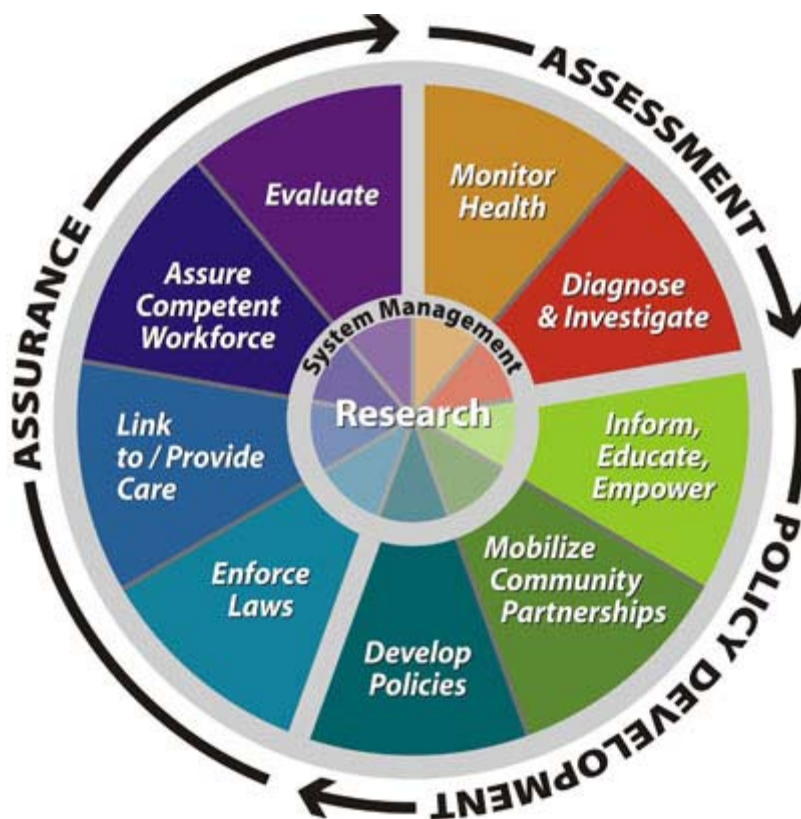 ASSESSMENT
POLICY DEVELOPMENT
ASSURANCE
Monitor
Health
Diagnose
& Investigate
Inform,
Educate,
Empower
Mobilize
Community
Partnerships
Develop
Policies
Enforce
Laws
Link
to / Provide
Care
Assure
Competent
Workforce
Evaluate
System Management
Research